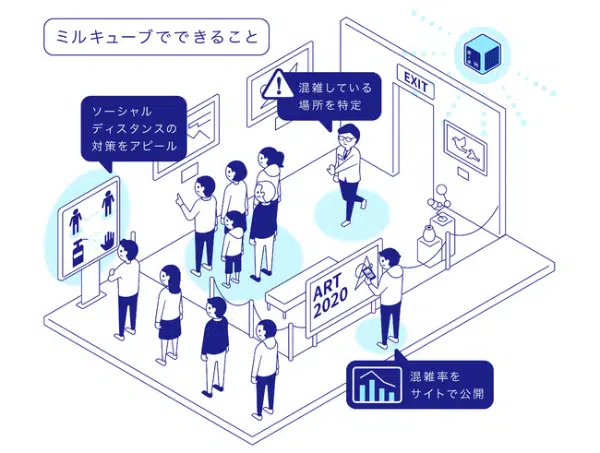 ミルキューブでできること
混雑している
場所を特定
EXIT
ソーシャル
ディスタンスの
対策をアピール
ART
2020
混雑率を
サイトで公開